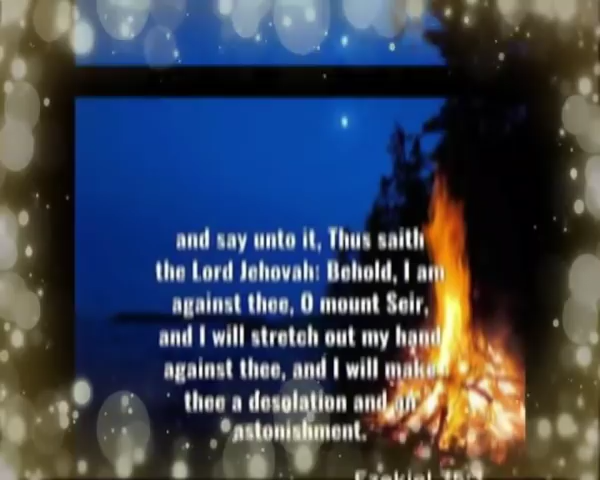 and say unto it, Thus saith
the Lord Jehovah: Behold, I am
against thee, O mount Seir,
and I will stretch out my hand
against thee, and I will make
thee a desolation and an
astonishment.
Ezekiel